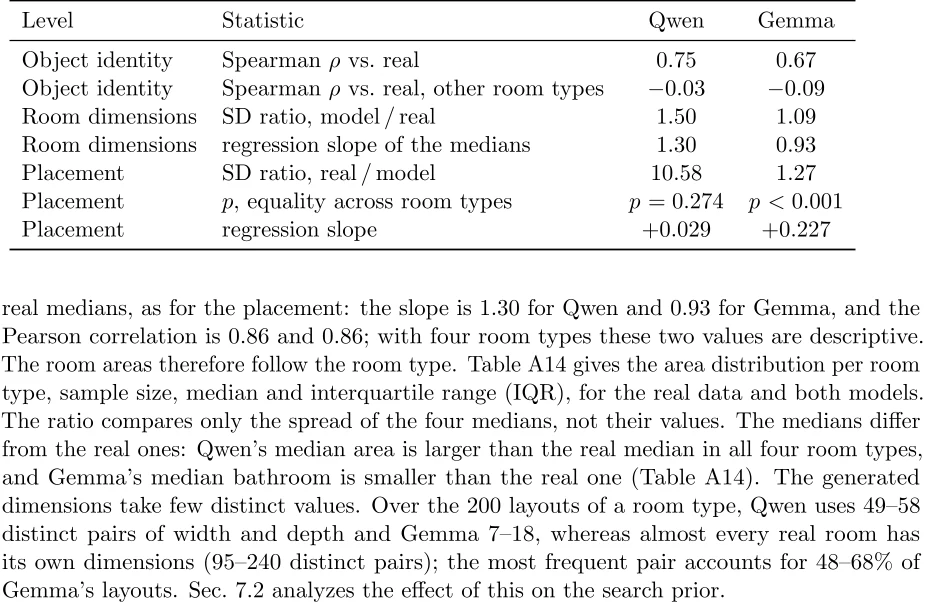 Level Statistic Qwen Gemma
Object identity Spearman ρ vs. real 0.75 0.67
Object identity Spearman ρ vs. real, other room types −0.03 −0.09
Room dimensions SD ratio, model / real 1.50 1.09
Room dimensions regression slope of the medians 1.30 0.93
Placement SD ratio, real / model 10.58 1.27
Placement p, equality across room types p = 0.274 p < 0.001
Placement regression slope +0.029 +0.227
real medians, as for the placement: the slope is 1.30 for Qwen and 0.93 for Gemma, and the
Pearson correlation is 0.86 and 0.86; with four room types these two values are descriptive.
The room areas therefore follow the room type. Table A14 gives the area distribution per room
type, sample size, median and interquartile range (IQR), for the real data and both models.
The ratio compares only the spread of the four medians, not their values. The medians differ
from the real ones: Qwen's median area is larger than the real median in all four room types,
and Gemma's median bathroom is smaller than the real one (Table A14). The generated
dimensions take few distinct values. Over the 200 layouts of a room type, Qwen uses 49–58
distinct pairs of width and depth and Gemma 7–18, whereas almost every real room has
its own dimensions (95–240 distinct pairs); the most frequent pair accounts for 48–68% of
Gemma's layouts. Sec. 7.2 analyzes the effect of this on the search prior.